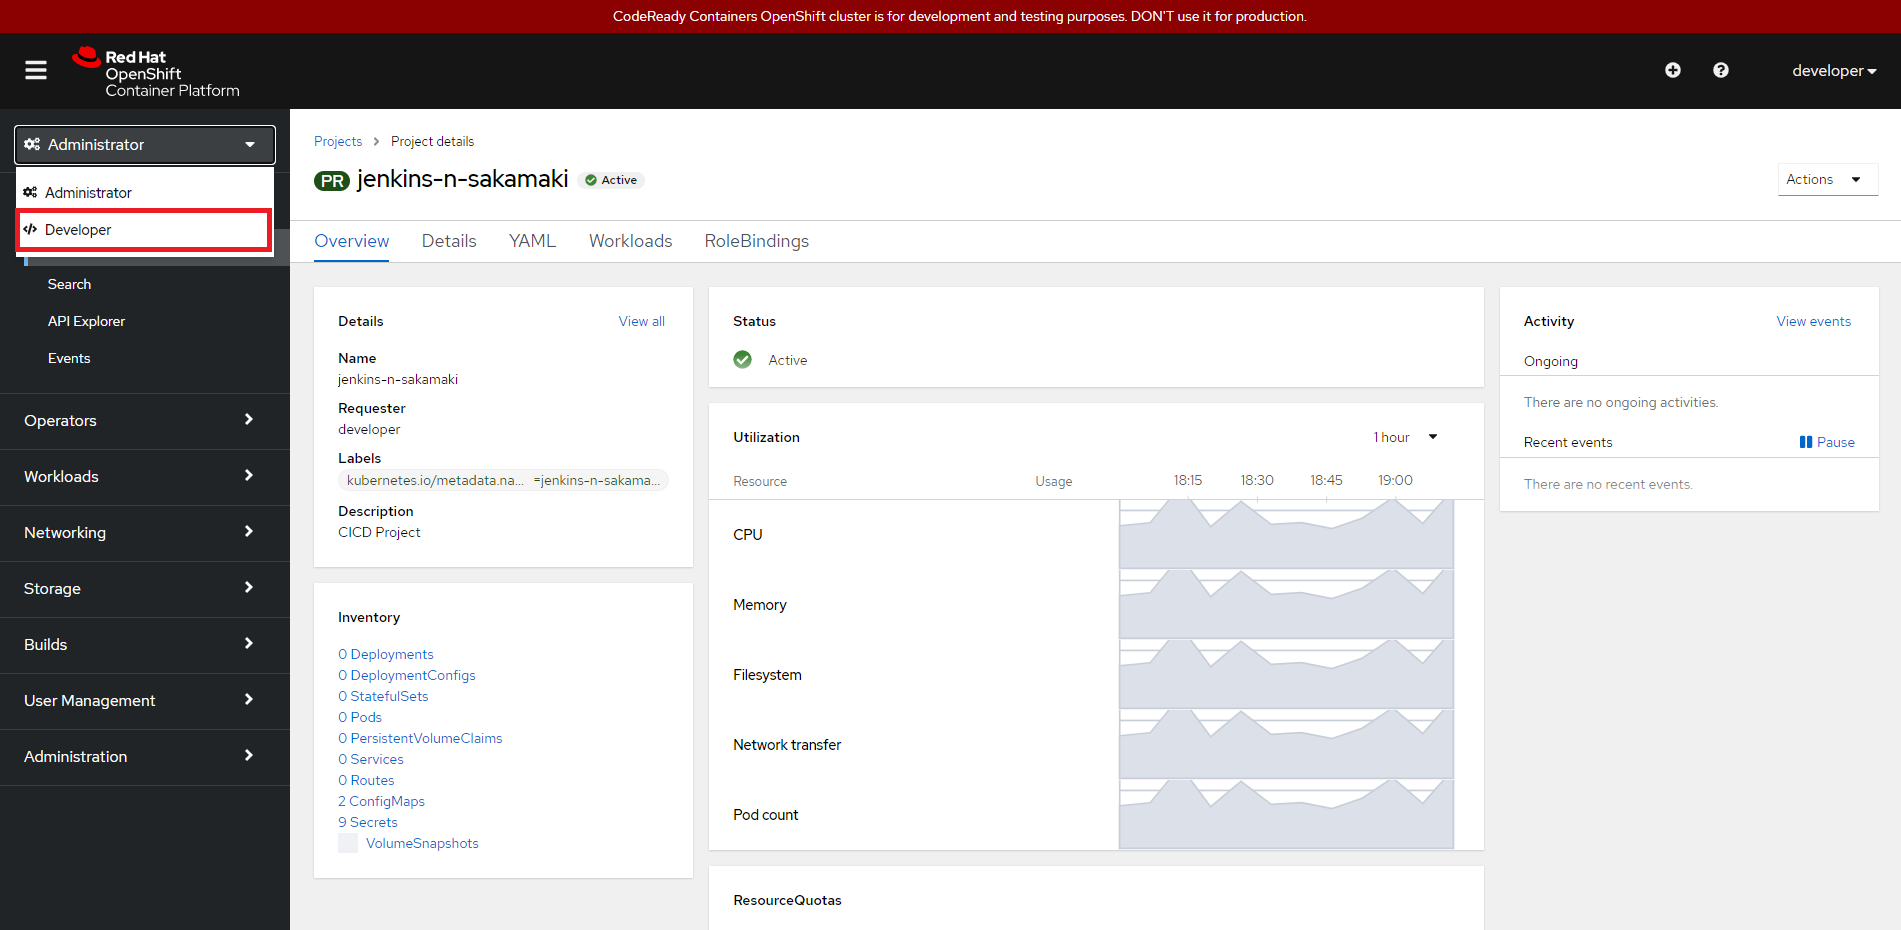 CodeReady Containers OpenShift cluster is for development and testing purposes. DON'T use it for production.
Red Hat
OpenShift
Container Platform
developer
Administrator
Administrator
Developer
Search
API Explorer
Events
Operators
Workloads
Networking
Storage
Builds
User Management
Administration
Projects > Project details
PR jenkins-n-sakamaki Active
Actions
Overview Details YAML Workloads RoleBindings
Details View all
Name
jenkins-n-sakamaki
Requester
developer
Labels
kubernetes.io/metadata.na... =jenkins-n-sakama...
Description
CICD Project
Inventory
0 Deployments
0 DeploymentConfigs
0 StatefulSets
0 Pods
0 PersistentVolumeClaims
0 Services
0 Routes
2 ConfigMaps
9 Secrets
VolumeSnapshots
Status
Active
Utilization 1 hour
Resource Usage 18:15 18:30 18:45 19:00
CPU
Memory
Filesystem
Network transfer
Pod count
ResourceQuotas
Activity View events
Ongoing
There are no ongoing activities.
Recent events Pause
There are no recent events.